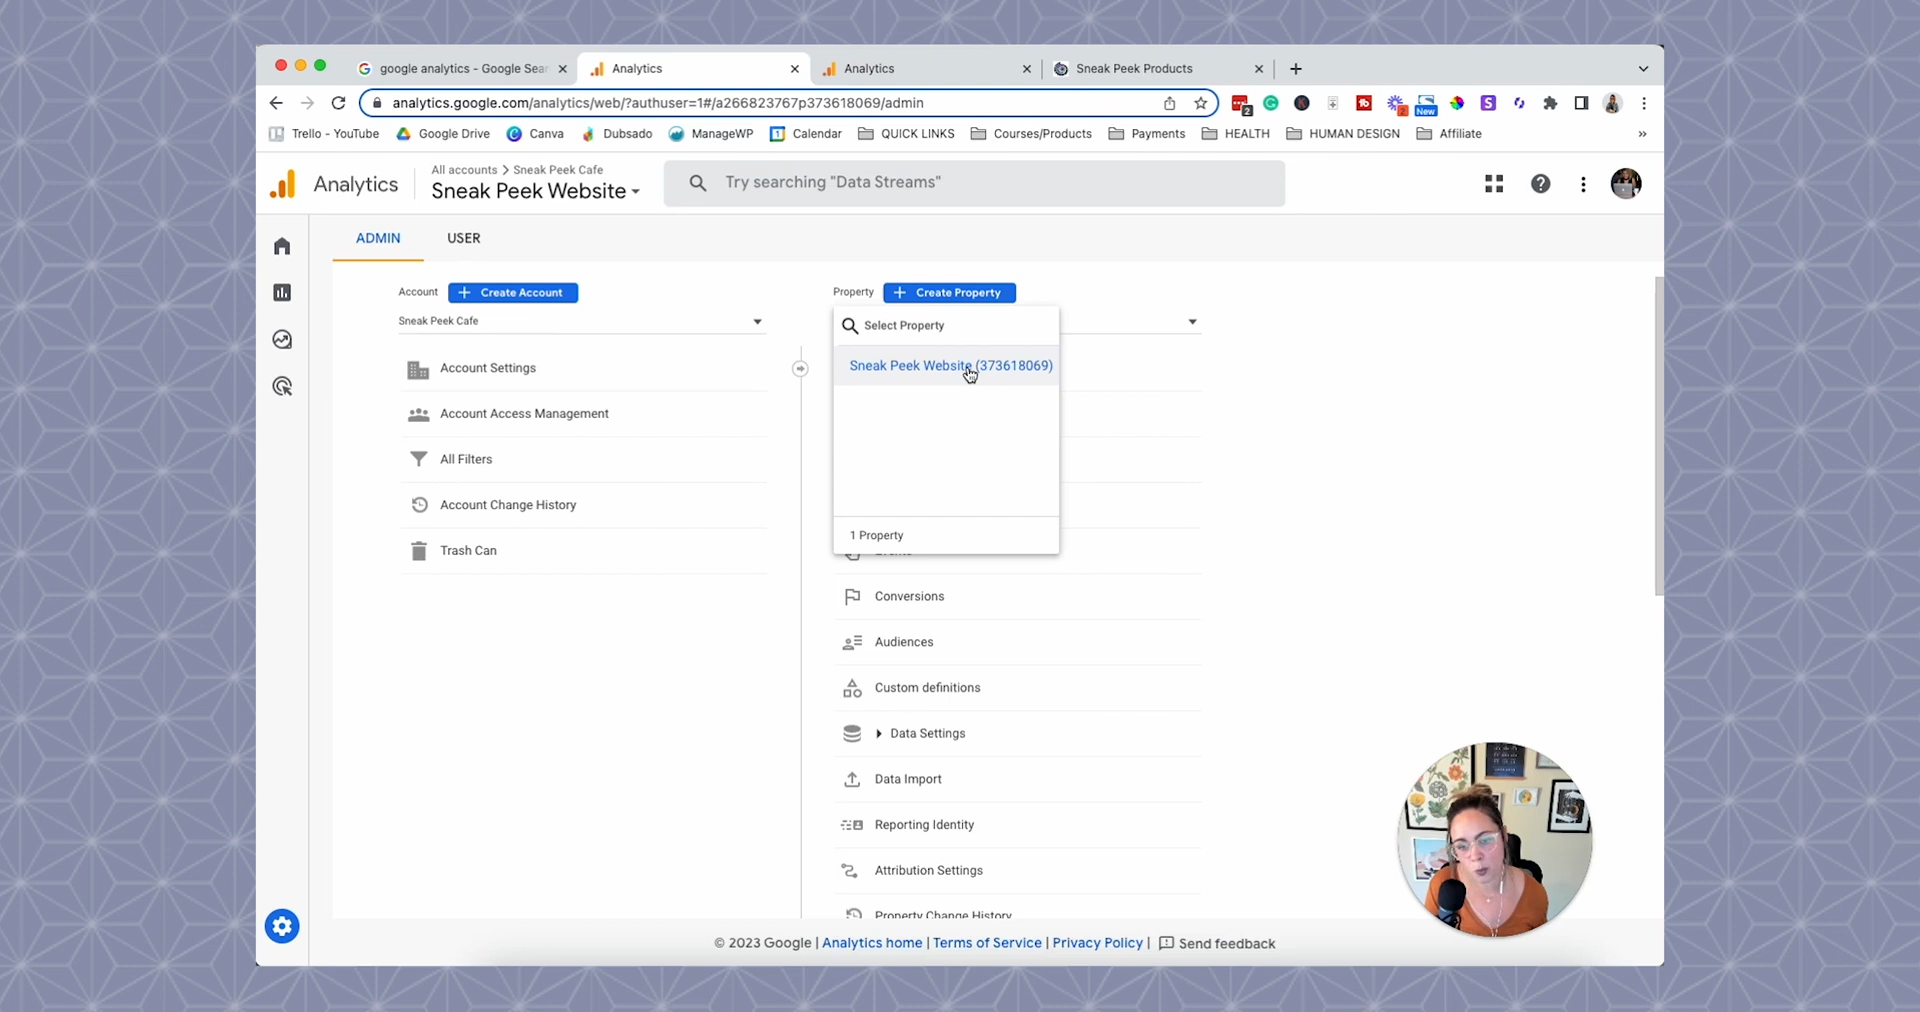 google analytics - Google Sear
Analytics
Analytics
Sneak Peek Products
analytics.google.com/analytics/web/?authuser=1#/a266823767p373618069/admin
2
2
New
S
Trello - YouTube
Google Drive
Canva
Dubsado
ManageWP
Calendar
QUICK LINKS
Courses/Products
Payments
HEALTH
HUMAN DESIGN
Affiliate
»
Analytics
All accounts > Sneak Peek Cafe
Sneak Peek Website
Try searching "Data Streams"
ADMIN
USER
Account
+ Create Account
Sneak Peek Cafe
Account Settings
Account Access Management
All Filters
Account Change History
Trash Can
Property
+ Create Property
Select Property
Sneak Peek Website (373618069)
1 Property
Events
Conversions
Audiences
Custom definitions
Data Settings
Data Import
Reporting Identity
Attribution Settings
Property Change History
© 2023 Google | Analytics home | Terms of Service | Privacy Policy | Send feedback